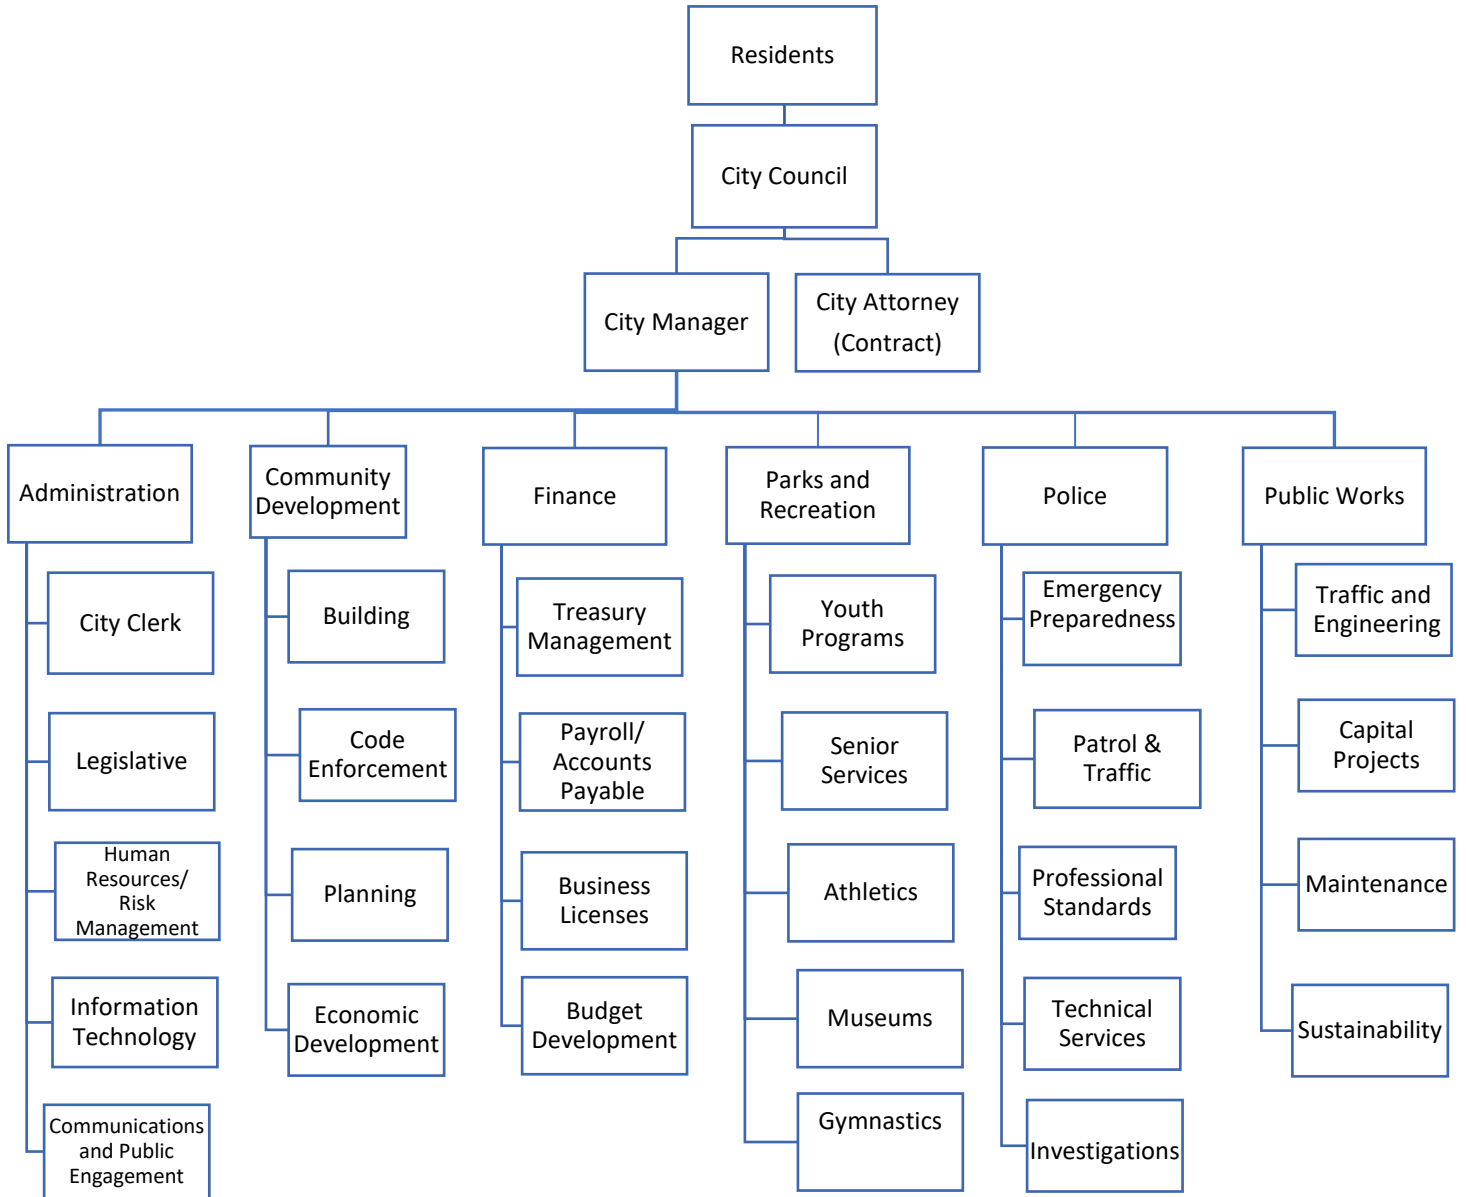 Residents
City Council
City Manager
City Attorney
(Contract)
Administration
City Clerk
Legislative
Human
Resources/
Risk
Management
Information
Technology
Communications
and Public
Engagement
Community
Development
Building
Code
Enforcement
Planning
Economic
Development
Finance
Treasury
Management
Payroll/
Accounts
Payable
Business
Licenses
Budget
Development
Parks and
Recreation
Youth
Programs
Senior
Services
Athletics
Museums
Gymnastics
Police
Emergency
Preparedness
Patrol &
Traffic
Professional
Standards
Technical
Services
Investigations
Public Works
Traffic and
Engineering
Capital
Projects
Maintenance
Sustainability